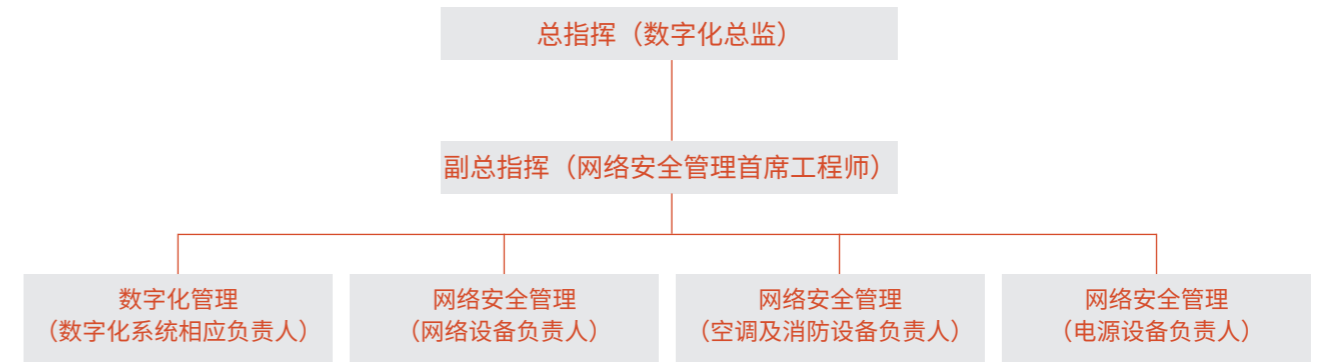 总指挥（数字化总监）
副总指挥（网络安全管理首席工程师）
数字化管理
（数字化系统相应负责人）
网络安全管理
（网络设备负责人）
网络安全管理
（空调及消防设备负责人）
网络安全管理
（电源设备负责人）